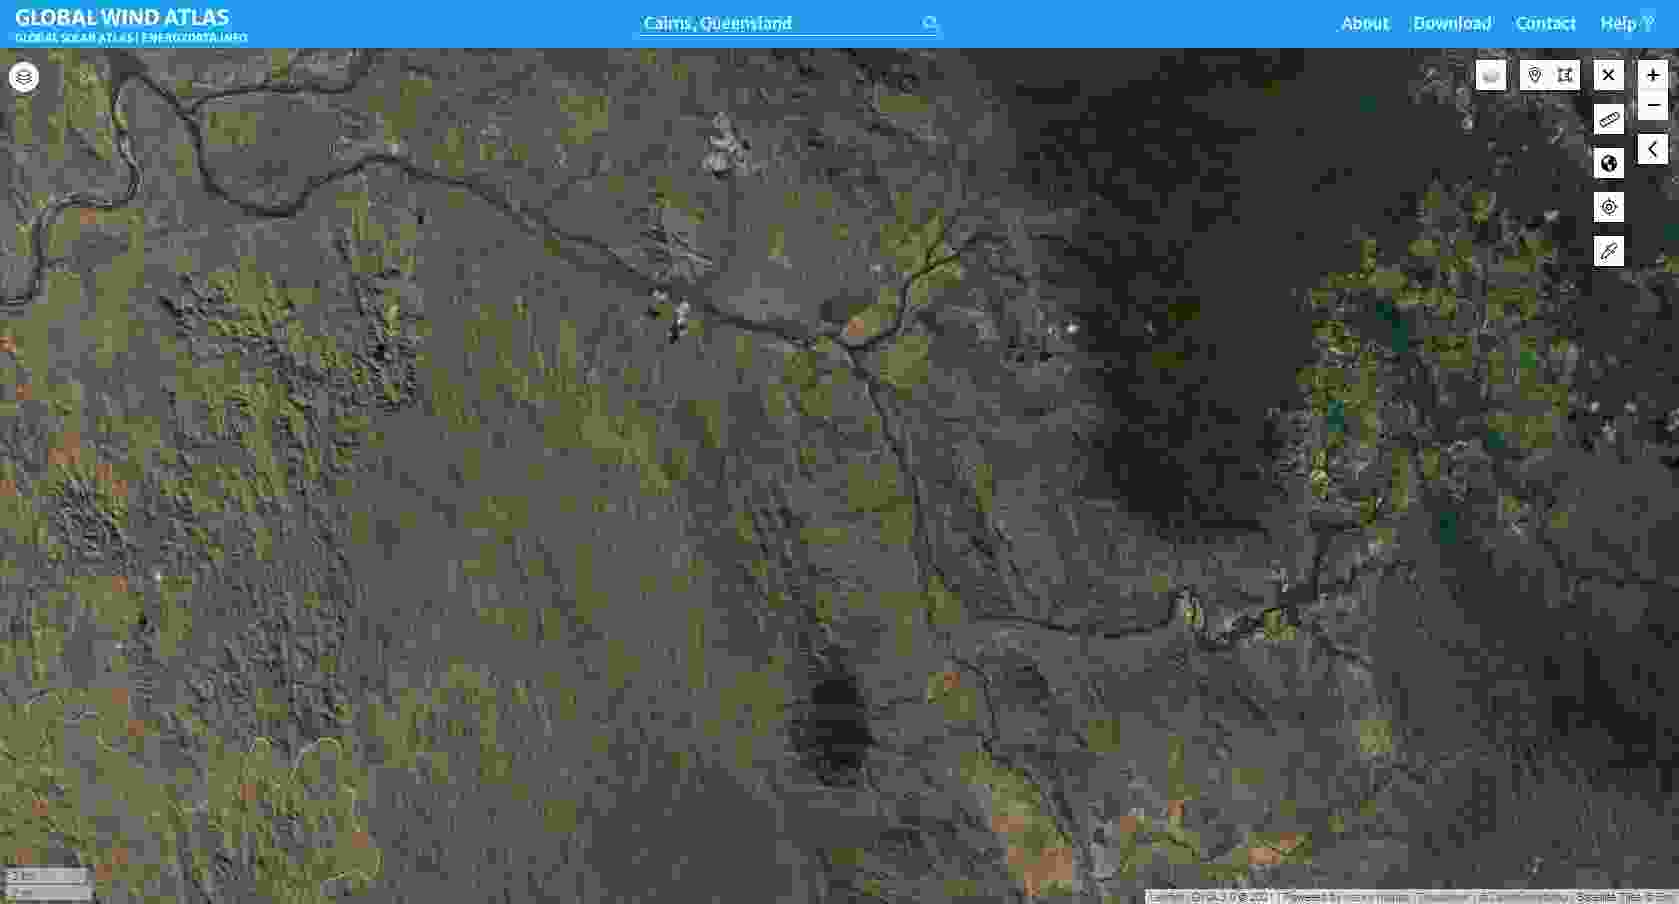 GLOBAL WIND ATLAS
GLOBAL SOLAR ATLAS | ENERGYDATA.INFO
Cairns, Queensland
About
Download
Contact
Help ?